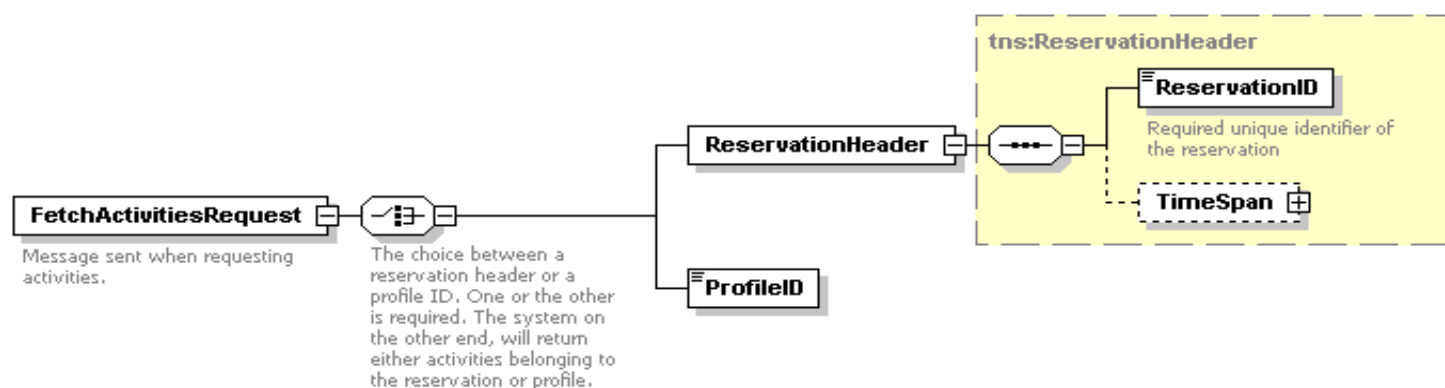 tns:ReservationHeader
ReservationID
Required unique identifier of
the reservation
ReservationHeader
TimeSpan
FetchActivitiesRequest
Message sent when requesting
activities.
The choice between a
reservation header or a
profile ID. One or the other
is required. The system on
the other end, will return
either activities belonging to
the reservation or profile.
ProfileID